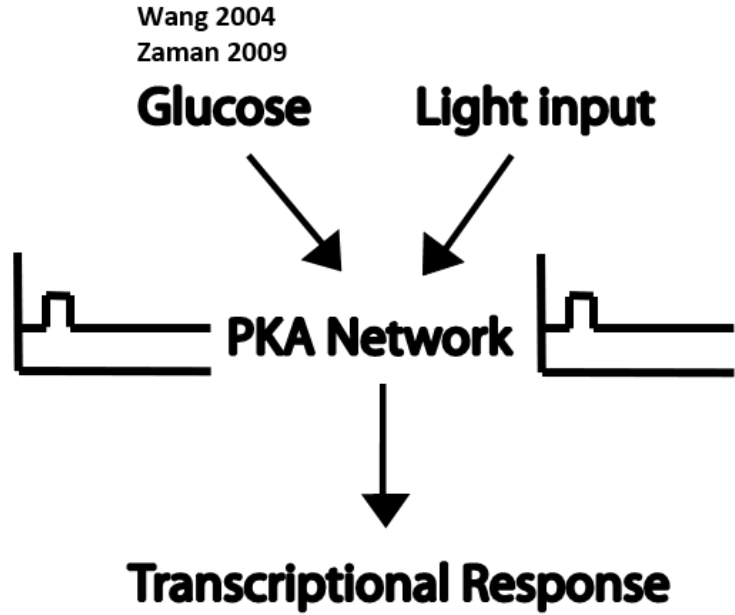 Wang 2004
Zaman 2009
Glucose
Light input
PKA Network
Transcriptional Response